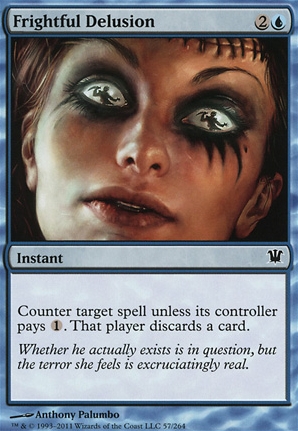 Frightful Delusion 2
Instant
Counter target spell unless its controller
pays 1. That player discards a card.
Whether he actually exists is in question, but
the terror she feels is excruciatingly real.
Anthony Palumbo
™ & © 1993–2011 Wizards of the Coast LLC 57/264